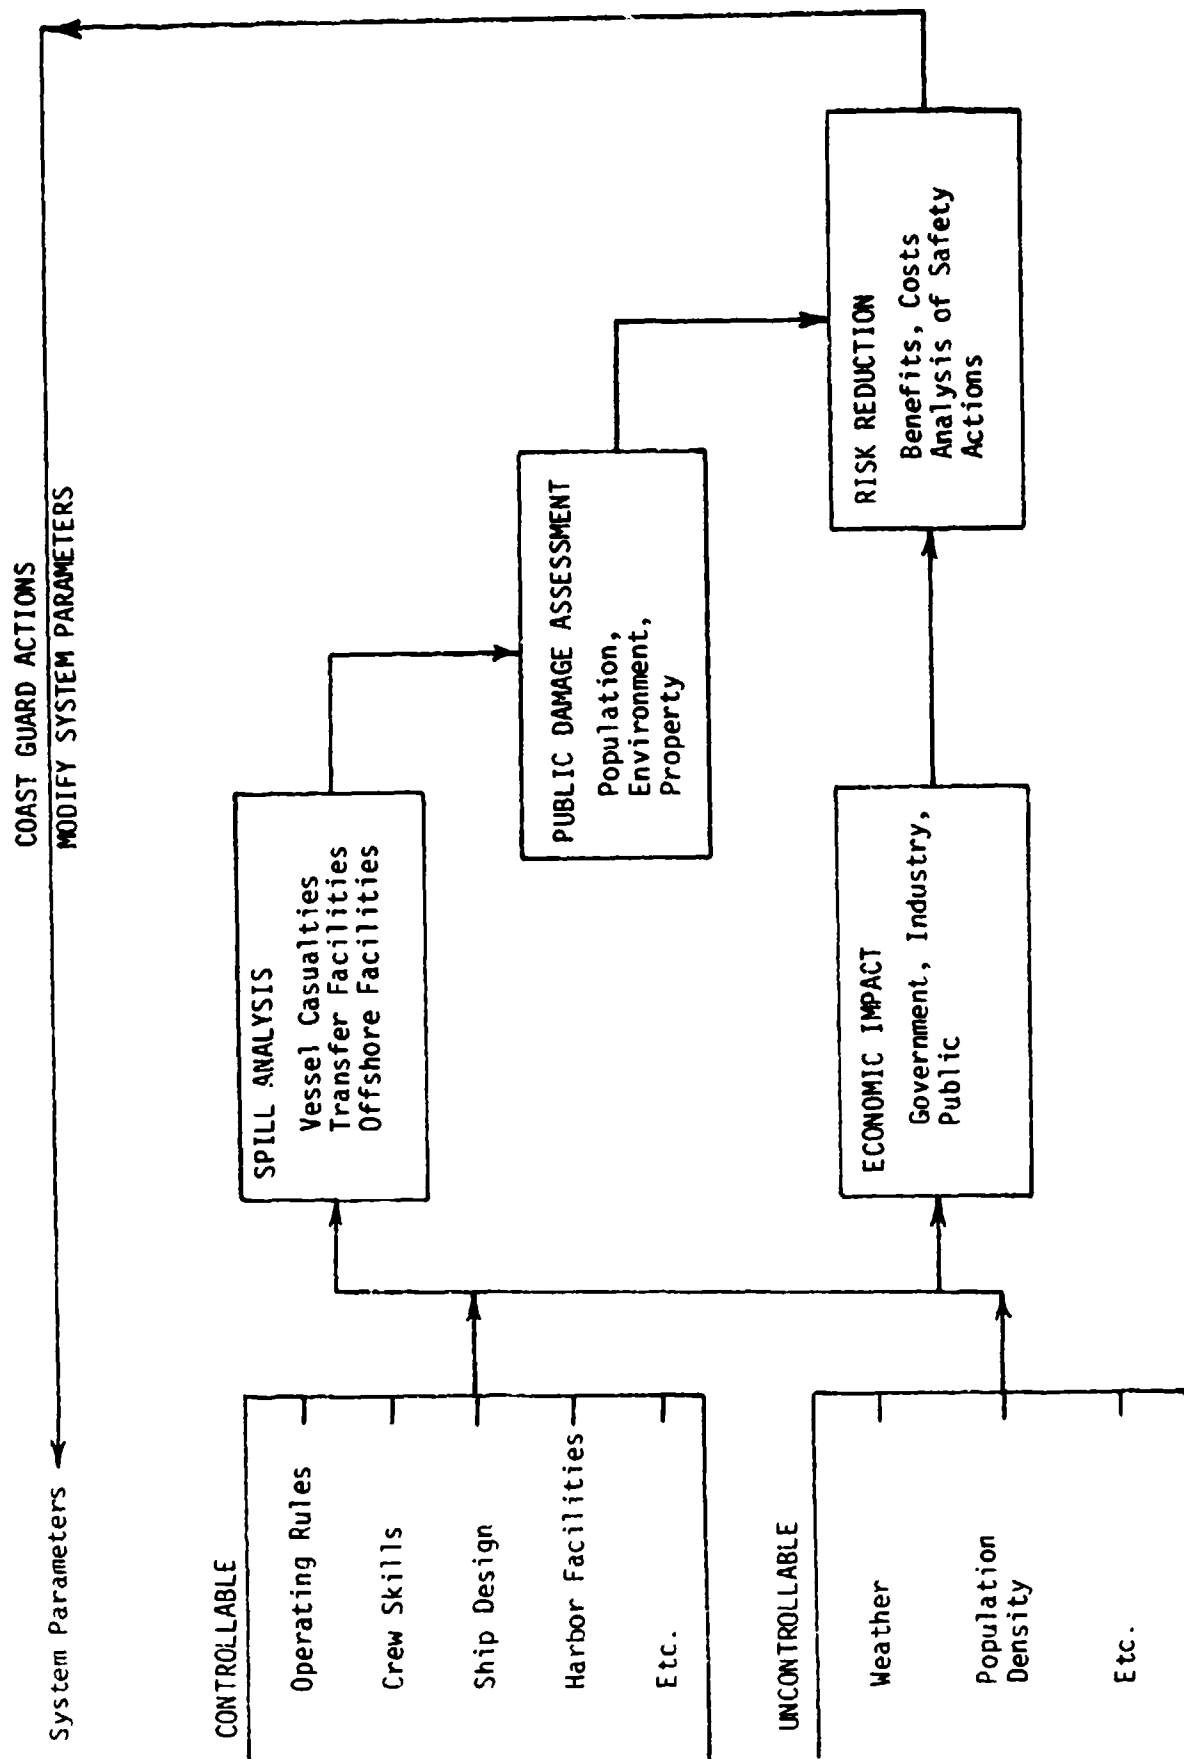 COAST GUARD ACTIONS
System Parameters
MODIFY SYSTEM PARAMETERS
CONTROLLABLE
Operating Rules
Crew Skills
Ship Design
Harbor Facilities
Etc.
UNCONTROLLABLE
Weather
Population
Density
Etc.
SPILL ANALYSIS
Vessel Casualties
Transfer Facilities
Offshore Facilities
PUBLIC DAMAGE ASSESSMENT
Population,
Environment,
Property
ECONOMIC IMPACT
Government, Industry,
Public
RISK REDUCTION
Benefits, Costs
Analysis of Safety
Actions